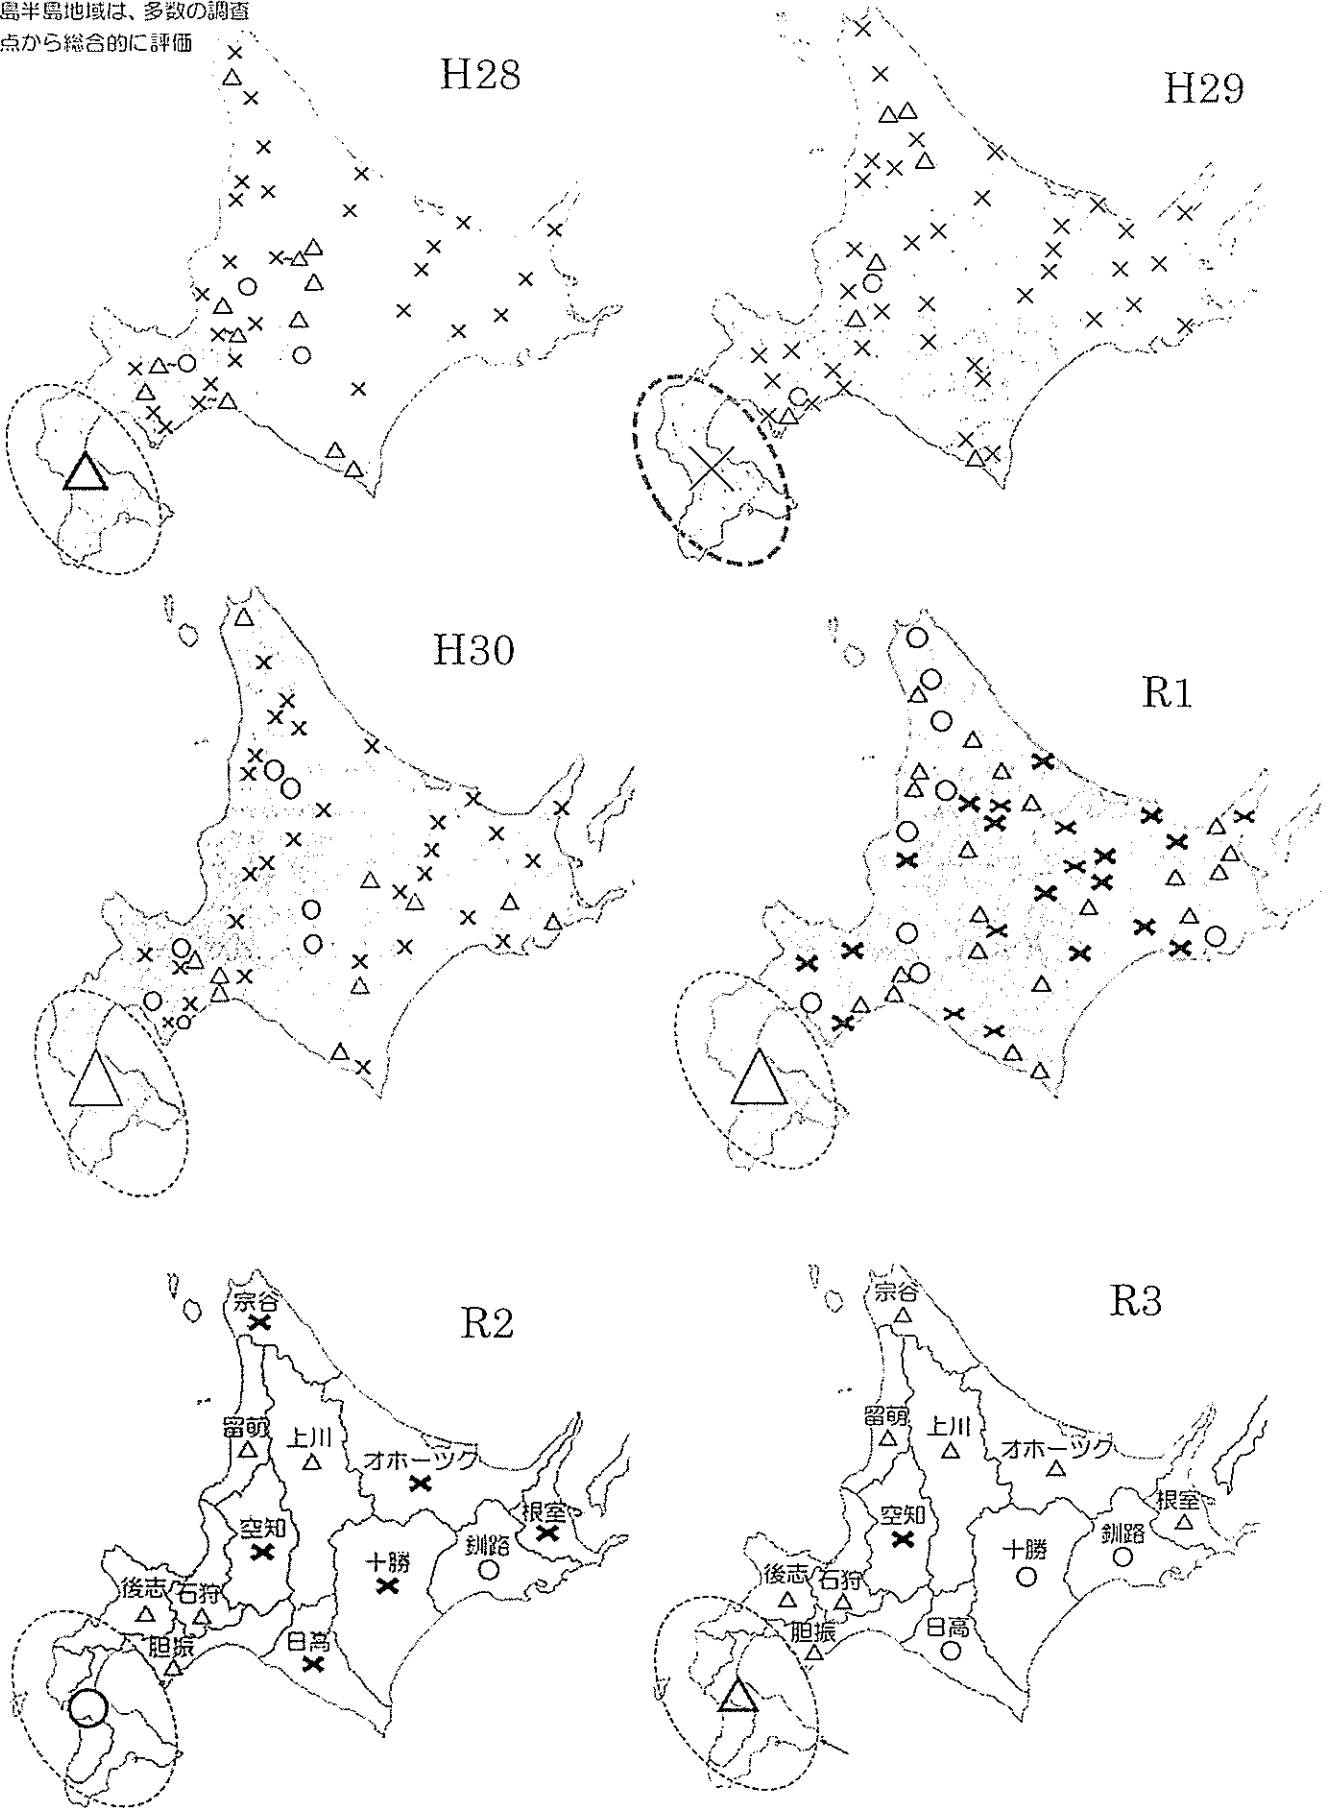 島半島地域は、多数の調査
点から総合的に評価
H28
H29
H30
R1
R2
宗谷
留萌
上川
オホーツク
空知
根室
釧路
十勝
後志
石狩
胆振
日高
R3
宗谷
留萌
上川
オホーツク
根室
空知
釧路
十勝
後志
石狩
日高
胆振